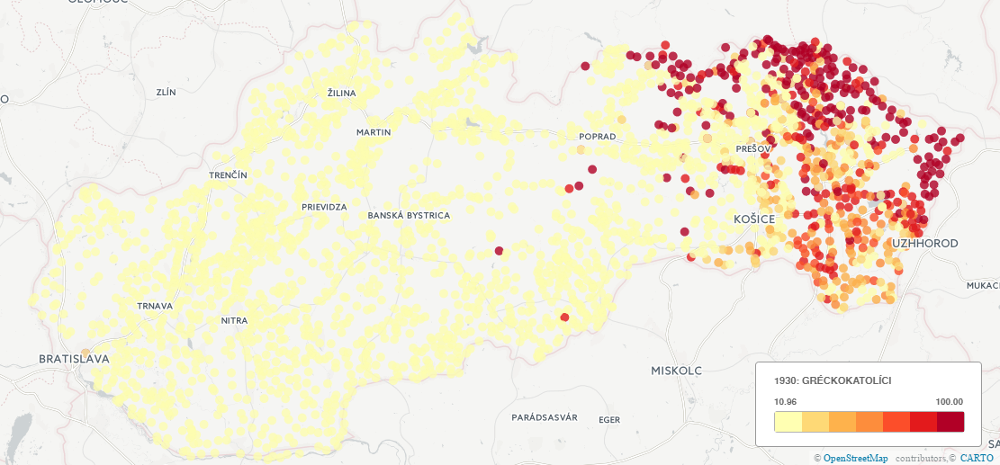 OLOMOUC
ZLÍN
ŽILINA
MARTIN
POPRAD
PREŠOV
TRENČÍN
PRIEVIDZA
BANSKÁ BYSTRICA
KOŠICE
UZHHOROD
MUKAC
TRNAVA
NITRA
BRATISLAVA
MISKOLC
PARÁDSASVÁR
EGER
1930: GRÉCKOKATOLÍCI
10.96 100.00
SA
© OpenStreetMap contributors, © CARTO